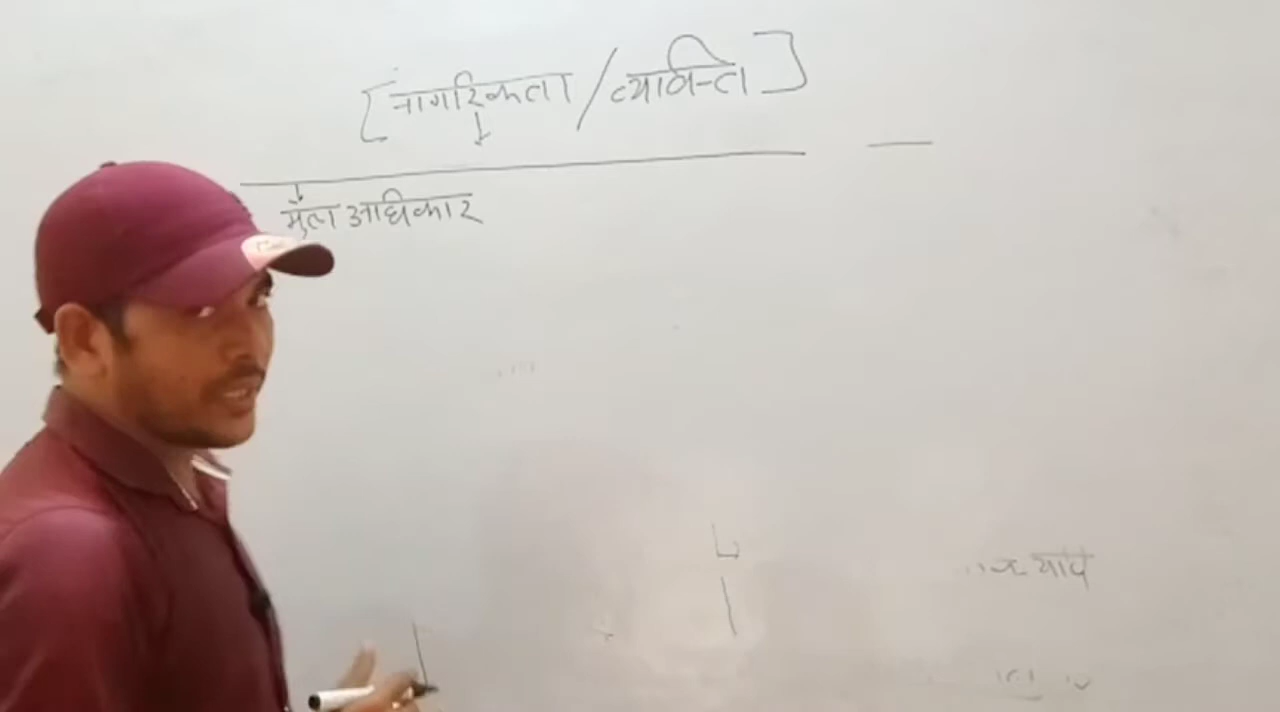 [नागरिकता / व्यक्ति]
मुल अधिकार